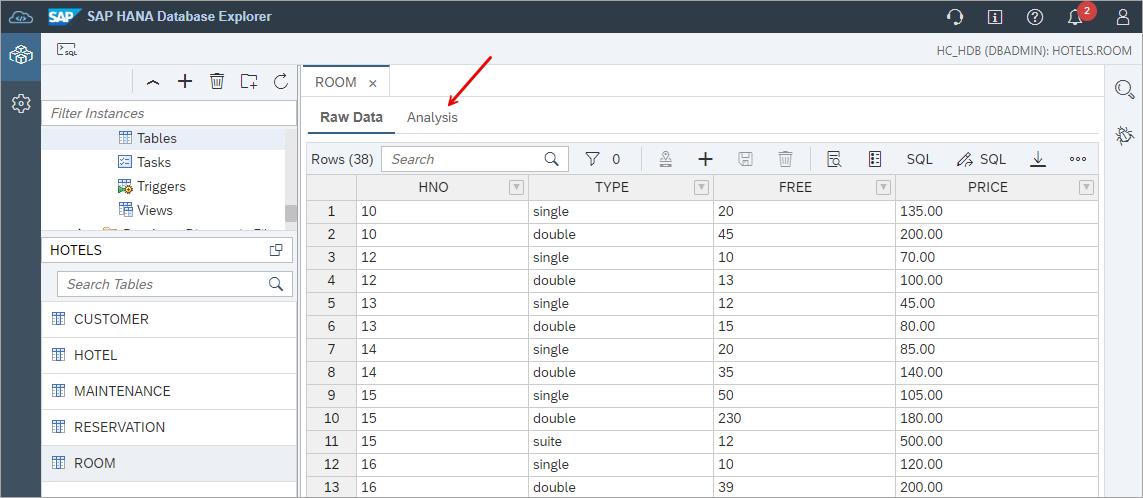 SAP SAP HANA Database Explorer 2
SQL HC_HDB (DBADMIN): HOTELS.ROOM
Filter Instances
Tables
Tasks
Triggers
Views
HOTELS
Search Tables
CUSTOMER
HOTEL
MAINTENANCE
RESERVATION
ROOM
ROOM ×
Raw Data Analysis
Rows (38) Search 0 SQL SQL
HNO TYPE FREE PRICE
1 10 single 20 135.00
2 10 double 45 200.00
3 12 single 10 70.00
4 12 double 13 100.00
5 13 single 12 45.00
6 13 double 15 80.00
7 14 single 20 85.00
8 14 double 35 140.00
9 15 single 50 105.00
10 15 double 230 180.00
11 15 suite 12 500.00
12 16 single 10 120.00
13 16 double 39 200.00